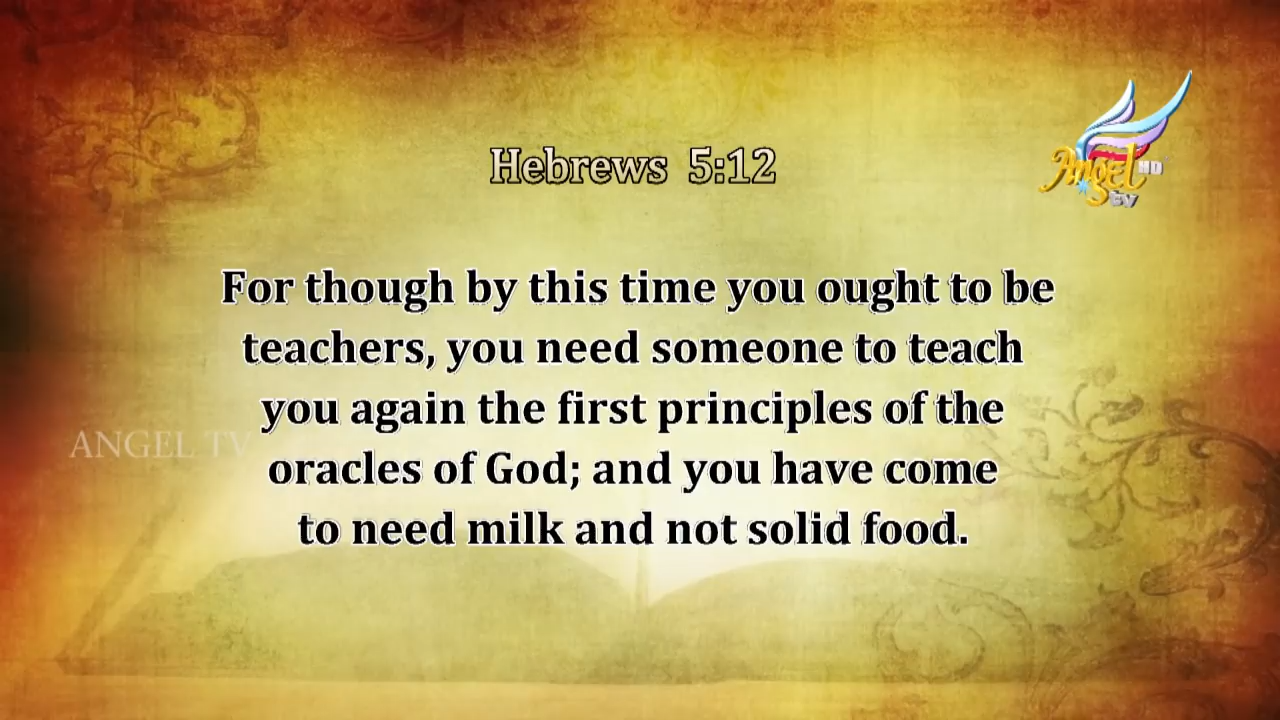 Hebrews 5:12
Angel HD
tv
For though by this time you ought to be
teachers, you need someone to teach
you again the first principles of the
oracles of God; and you have come
to need milk and not solid food.
ANGEL TV